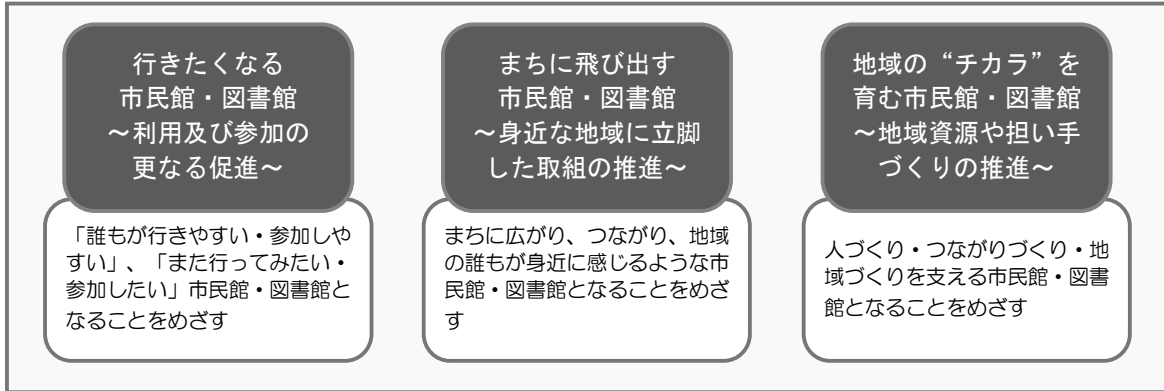 行きたくなる
市民館・図書館
~利用及び参加の
更なる促進~
「誰もが行きやすい・参加しや
すい」、「また行ってみたい・
参加したい」市民館・図書館と
なることをめざす
まちに飛び出す
市民館・図書館
~身近な地域に立脚
した取組の推進~
まちに広がり、つながり、地域
の誰もが身近に感じるような市
民館・図書館となることをめざ
す
地域の“チカラ”を
育む市民館・図書館
~地域資源や担い手
づくりの推進~
人づくり・つながりづくり・地
域づくりを支える市民館・図書
館となることをめざす